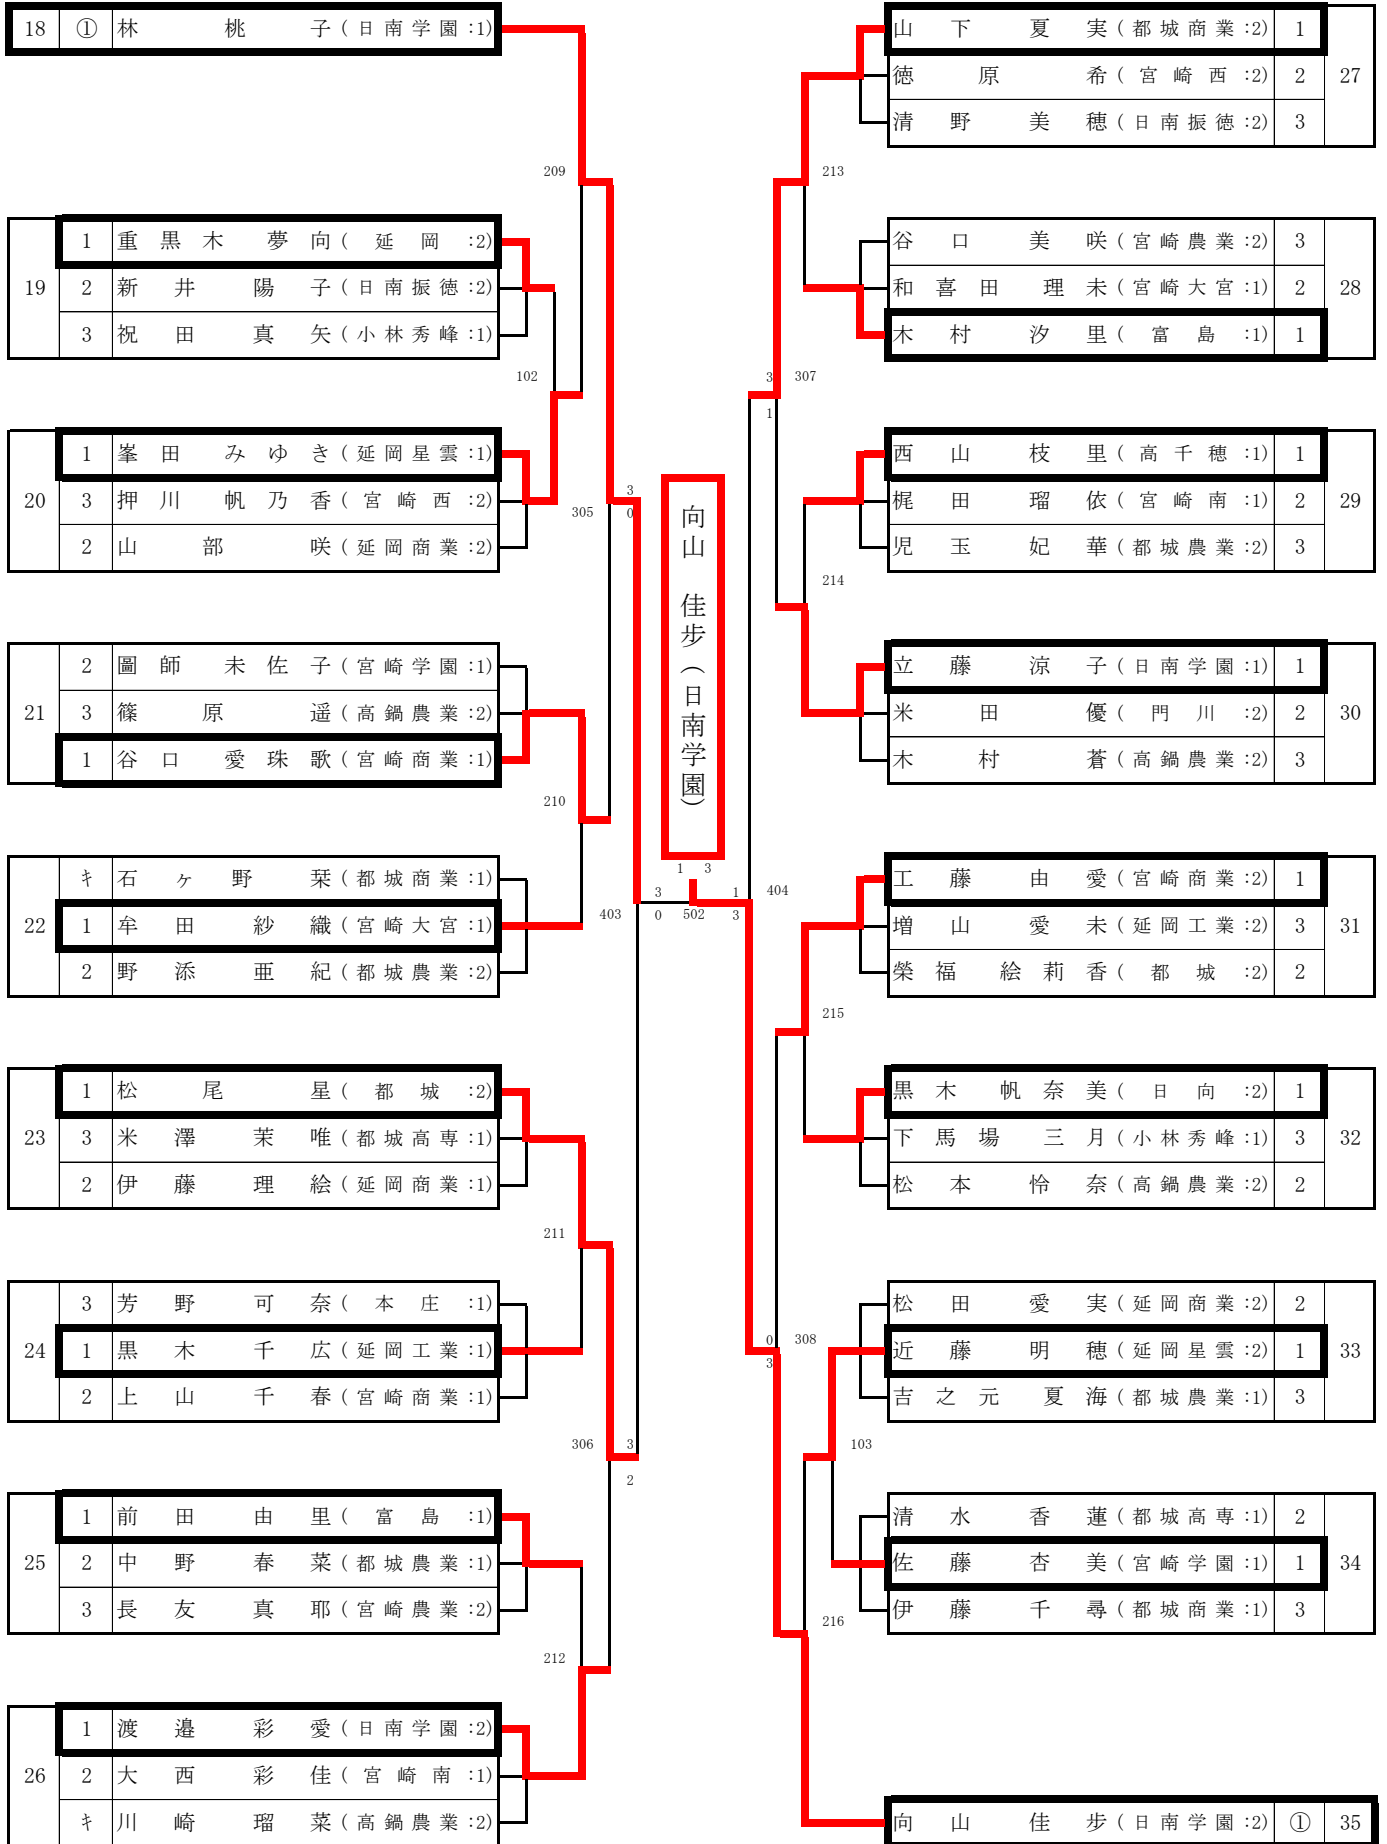 18 ① 林 桃 子 ( 日 南 学 園 :1)
209
19
1 重 黒 木 夢 向 ( 延 岡 :2)
2 新 井 陽 子 ( 日 南 振 徳 :2)
3 祝 田 真 矢 ( 小 林 秀 峰 :1)
102
20
1 峯 田 み ゆ き ( 延 岡 星 雲 :1)
3 押 川 帆 乃 香 ( 宮 崎 西 :2)
2 山 部 咲 ( 延 岡 商 業 :2)
305
3
0
21
2 圖 師 未 佐 子 ( 宮 崎 学 園 :1)
3 篠 原 遥 ( 高 鍋 農 業 :2)
1 谷 口 愛 珠 歌 ( 宮 崎 商 業 :1)
210
22
キ 石 ヶ 野 栞 ( 都 城 商 業 :1)
1 牟 田 紗 織 ( 宮 崎 大 宮 :1)
2 野 添 亜 紀 ( 都 城 農 業 :2)
403
3
0
23
1 松 尾 星 ( 都 城 :2)
3 米 澤 茉 唯 ( 都 城 高 専 :1)
2 伊 藤 理 絵 ( 延 岡 商 業 :1)
211
24
3 芳 野 可 奈 ( 本 庄 :1)
1 黒 木 千 広 ( 延 岡 工 業 :1)
2 上 山 千 春 ( 宮 崎 商 業 :1)
306
3
2
25
1 前 田 由 里 ( 富 島 :1)
2 中 野 春 菜 ( 都 城 農 業 :1)
3 長 友 真 耶 ( 宮 崎 農 業 :2)
212
26
1 渡 邉 彩 愛 ( 日 南 学 園 :2)
2 大 西 彩 佳 ( 宮 崎 南 :1)
キ 川 崎 瑠 菜 ( 高 鍋 農 業 :2)
向山 佳歩 (日南学園)
1 3
502
山 下 夏 実 ( 都 城 商 業 :2) 1
徳 原 希 ( 宮 崎 西 :2) 2
清 野 美 穂 ( 日 南 振 徳 :2) 3
27
213
谷 口 美 咲 ( 宮 崎 農 業 :2) 3
和 喜 田 理 未 ( 宮 崎 大 宮 :1) 2
木 村 汐 里 ( 富 島 :1) 1
28
3
1
307
西 山 枝 里 ( 高 千 穂 :1) 1
梶 田 瑠 依 ( 宮 崎 南 :1) 2
児 玉 妃 華 ( 都 城 農 業 :2) 3
29
214
立 藤 涼 子 ( 日 南 学 園 :1) 1
米 田 優 ( 門 川 :2) 2
木 村 蒼 ( 高 鍋 農 業 :2) 3
30
1
3
404
工 藤 由 愛 ( 宮 崎 商 業 :2) 1
増 山 愛 未 ( 延 岡 工 業 :2) 3
榮 福 絵 莉 香 ( 都 城 :2) 2
31
215
黒 木 帆 奈 美 ( 日 向 :2) 1
下 馬 場 三 月 ( 小 林 秀 峰 :1) 3
松 本 怜 奈 ( 高 鍋 農 業 :2) 2
32
0
3
308
松 田 愛 実 ( 延 岡 商 業 :2) 2
近 藤 明 穂 ( 延 岡 星 雲 :2) 1
吉 之 元 夏 海 ( 都 城 農 業 :1) 3
33
103
清 水 香 蓮 ( 都 城 高 専 :1) 2
佐 藤 杏 美 ( 宮 崎 学 園 :1) 1
伊 藤 千 尋 ( 都 城 商 業 :1) 3
34
216
向 山 佳 歩 ( 日 南 学 園 :2) ① 35